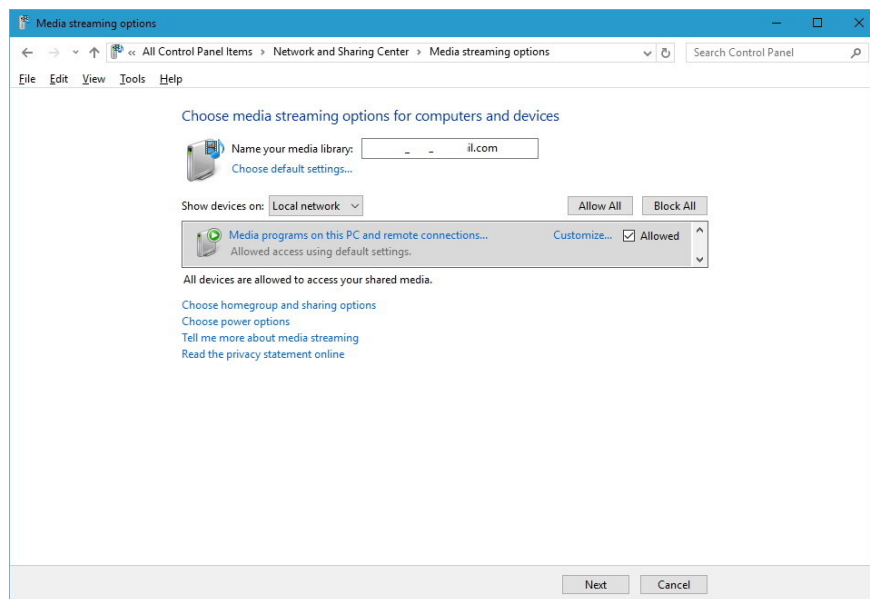 Media streaming options
« All Control Panel Items > Network and Sharing Center > Media streaming options
Search Control Panel
File Edit View Tools Help
Choose media streaming options for computers and devices
Name your media library: _ _ il.com
Choose default settings...
Show devices on: Local network Allow All Block All
Media programs on this PC and remote connections... Customize... Allowed
Allowed access using default settings.
All devices are allowed to access your shared media.
Choose homegroup and sharing options
Choose power options
Tell me more about media streaming
Read the privacy statement online
Next Cancel